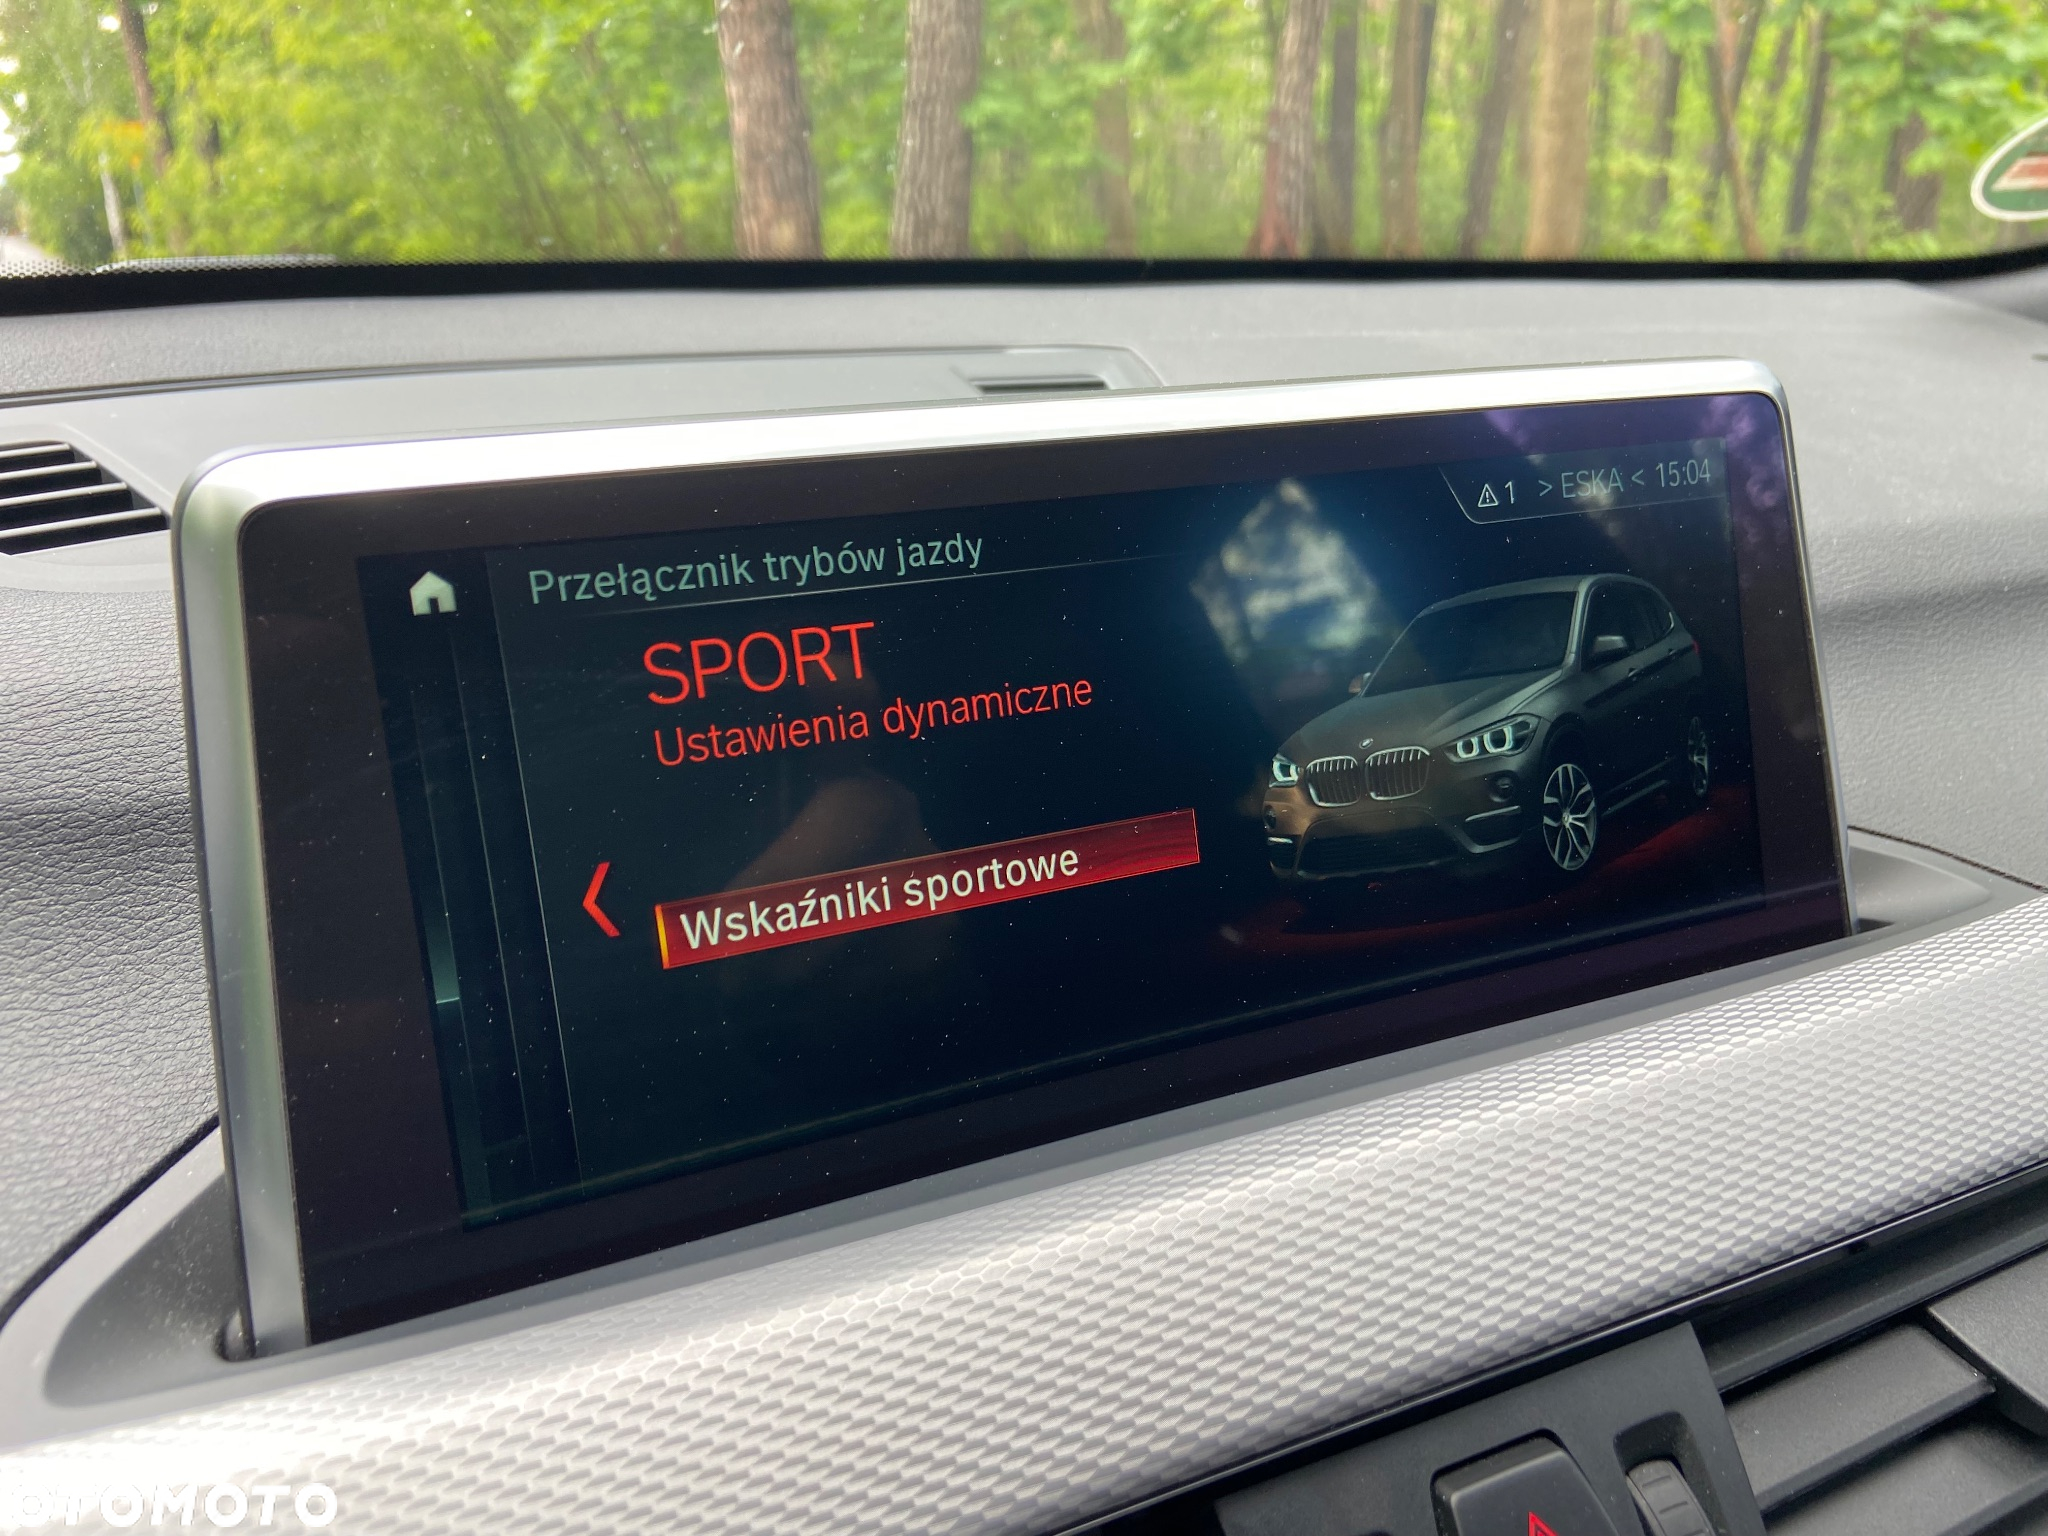 1 > ESKA < 15:04
Przełącznik trybów jazdy
SPORT
Ustawienia dynamiczne
Wskaźniki sportowe
OTOMOTO